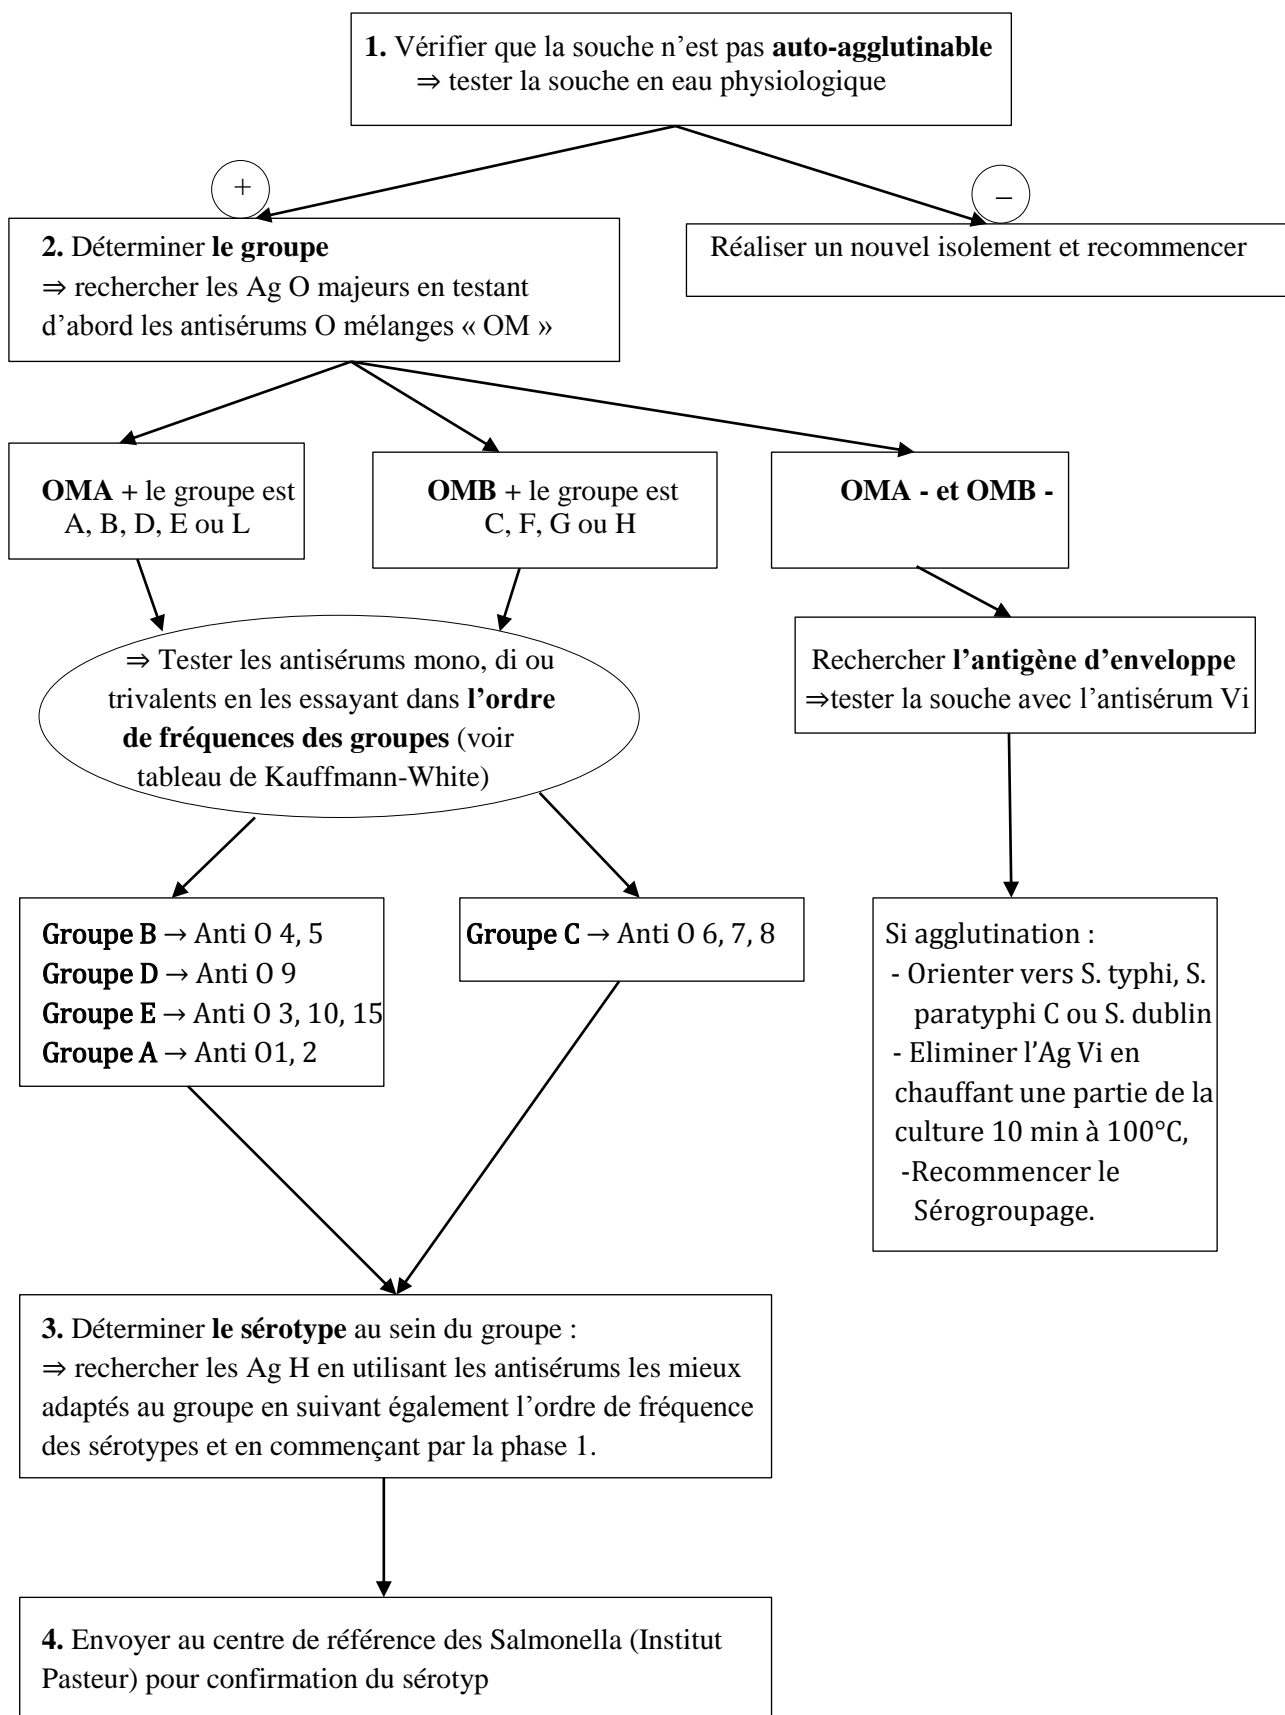 1. Vérifier que la souche n’est pas auto-agglutinable
⇒ tester la souche en eau physiologique
+
–
2. Déterminer le groupe
⇒ rechercher les Ag O majeurs en testant
d’abord les antisérums O mélanges « OM »
Réaliser un nouvel isolement et recommencer
OMA + le groupe est
A, B, D, E ou L
OMB + le groupe est
C, F, G ou H
OMA - et OMB -
⇒ Tester les antisérums mono, di ou
trivalents en les essayant dans l’ordre
de fréquences des groupes (voir
tableau de Kauffmann-White)
Rechercher l’antigène d’enveloppe
⇒tester la souche avec l’antisérum Vi
Groupe B → Anti O 4, 5
Groupe D → Anti O 9
Groupe E → Anti O 3, 10, 15
Groupe A → Anti O1, 2
Groupe C → Anti O 6, 7, 8
Si agglutination :
- Orienter vers S. typhi, S.
paratyphi C ou S. dublin
- Eliminer l’Ag Vi en
chauffant une partie de la
culture 10 min à 100°C,
-Recommencer le
Sérogroupage.
3. Déterminer le sérotype au sein du groupe :
⇒ rechercher les Ag H en utilisant les antisérums les mieux
adaptés au groupe en suivant également l’ordre de fréquence
des sérotypes et en commençant par la phase 1.
4. Envoyer au centre de référence des Salmonella (Institut
Pasteur) pour confirmation du sérotyp